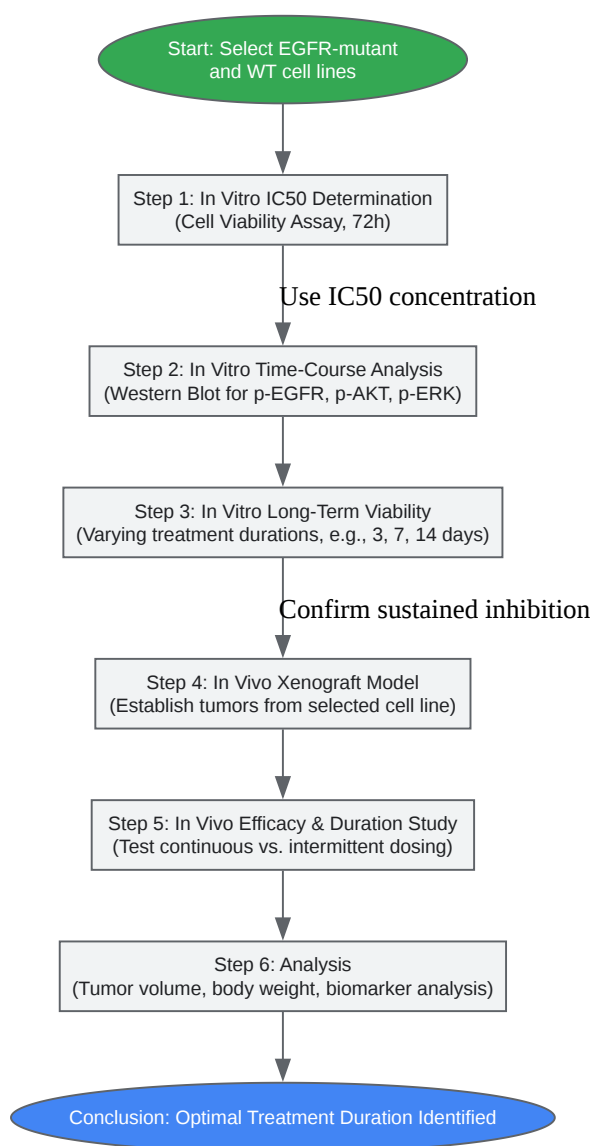 Start: Select EGFR-mutant
and WT cell lines
Step 1: In Vitro IC50 Determination
(Cell Viability Assay, 72h)
Use IC50 concentration
Step 2: In Vitro Time-Course Analysis
(Western Blot for p-EGFR, p-AKT, p-ERK)
Step 3: In Vitro Long-Term Viability
(Varying treatment durations, e.g., 3, 7, 14 days)
Confirm sustained inhibition
Step 4: In Vivo Xenograft Model
(Establish tumors from selected cell line)
Step 5: In Vivo Efficacy & Duration Study
(Test continuous vs. intermittent dosing)
Step 6: Analysis
(Tumor volume, body weight, biomarker analysis)
Conclusion: Optimal Treatment Duration Identified